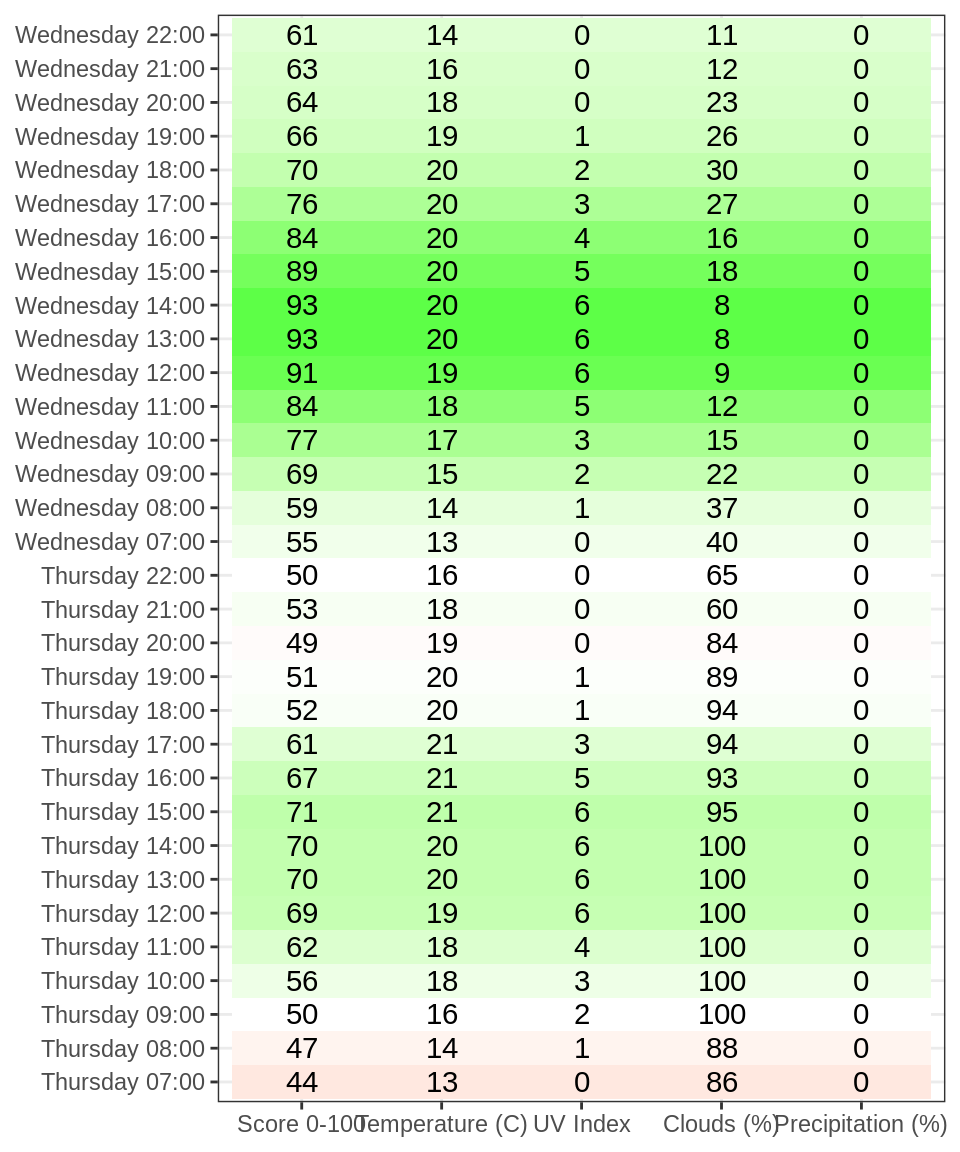 Wednesday 22:00 61 14 0 11 0
Wednesday 21:00 63 16 0 12 0
Wednesday 20:00 64 18 0 23 0
Wednesday 19:00 66 19 1 26 0
Wednesday 18:00 70 20 2 30 0
Wednesday 17:00 76 20 3 27 0
Wednesday 16:00 84 20 4 16 0
Wednesday 15:00 89 20 5 18 0
Wednesday 14:00 93 20 6 8 0
Wednesday 13:00 93 20 6 8 0
Wednesday 12:00 91 19 6 9 0
Wednesday 11:00 84 18 5 12 0
Wednesday 10:00 77 17 3 15 0
Wednesday 09:00 69 15 2 22 0
Wednesday 08:00 59 14 1 37 0
Wednesday 07:00 55 13 0 40 0
Thursday 22:00 50 16 0 65 0
Thursday 21:00 53 18 0 60 0
Thursday 20:00 49 19 0 84 0
Thursday 19:00 51 20 1 89 0
Thursday 18:00 52 20 1 94 0
Thursday 17:00 61 21 3 94 0
Thursday 16:00 67 21 5 93 0
Thursday 15:00 71 21 6 95 0
Thursday 14:00 70 20 6 100 0
Thursday 13:00 70 20 6 100 0
Thursday 12:00 69 19 6 100 0
Thursday 11:00 62 18 4 100 0
Thursday 10:00 56 18 3 100 0
Thursday 09:00 50 16 2 100 0
Thursday 08:00 47 14 1 88 0
Thursday 07:00 44 13 0 86 0
Score 0-100 Temperature (C) UV Index Clouds (%) Precipitation (%)